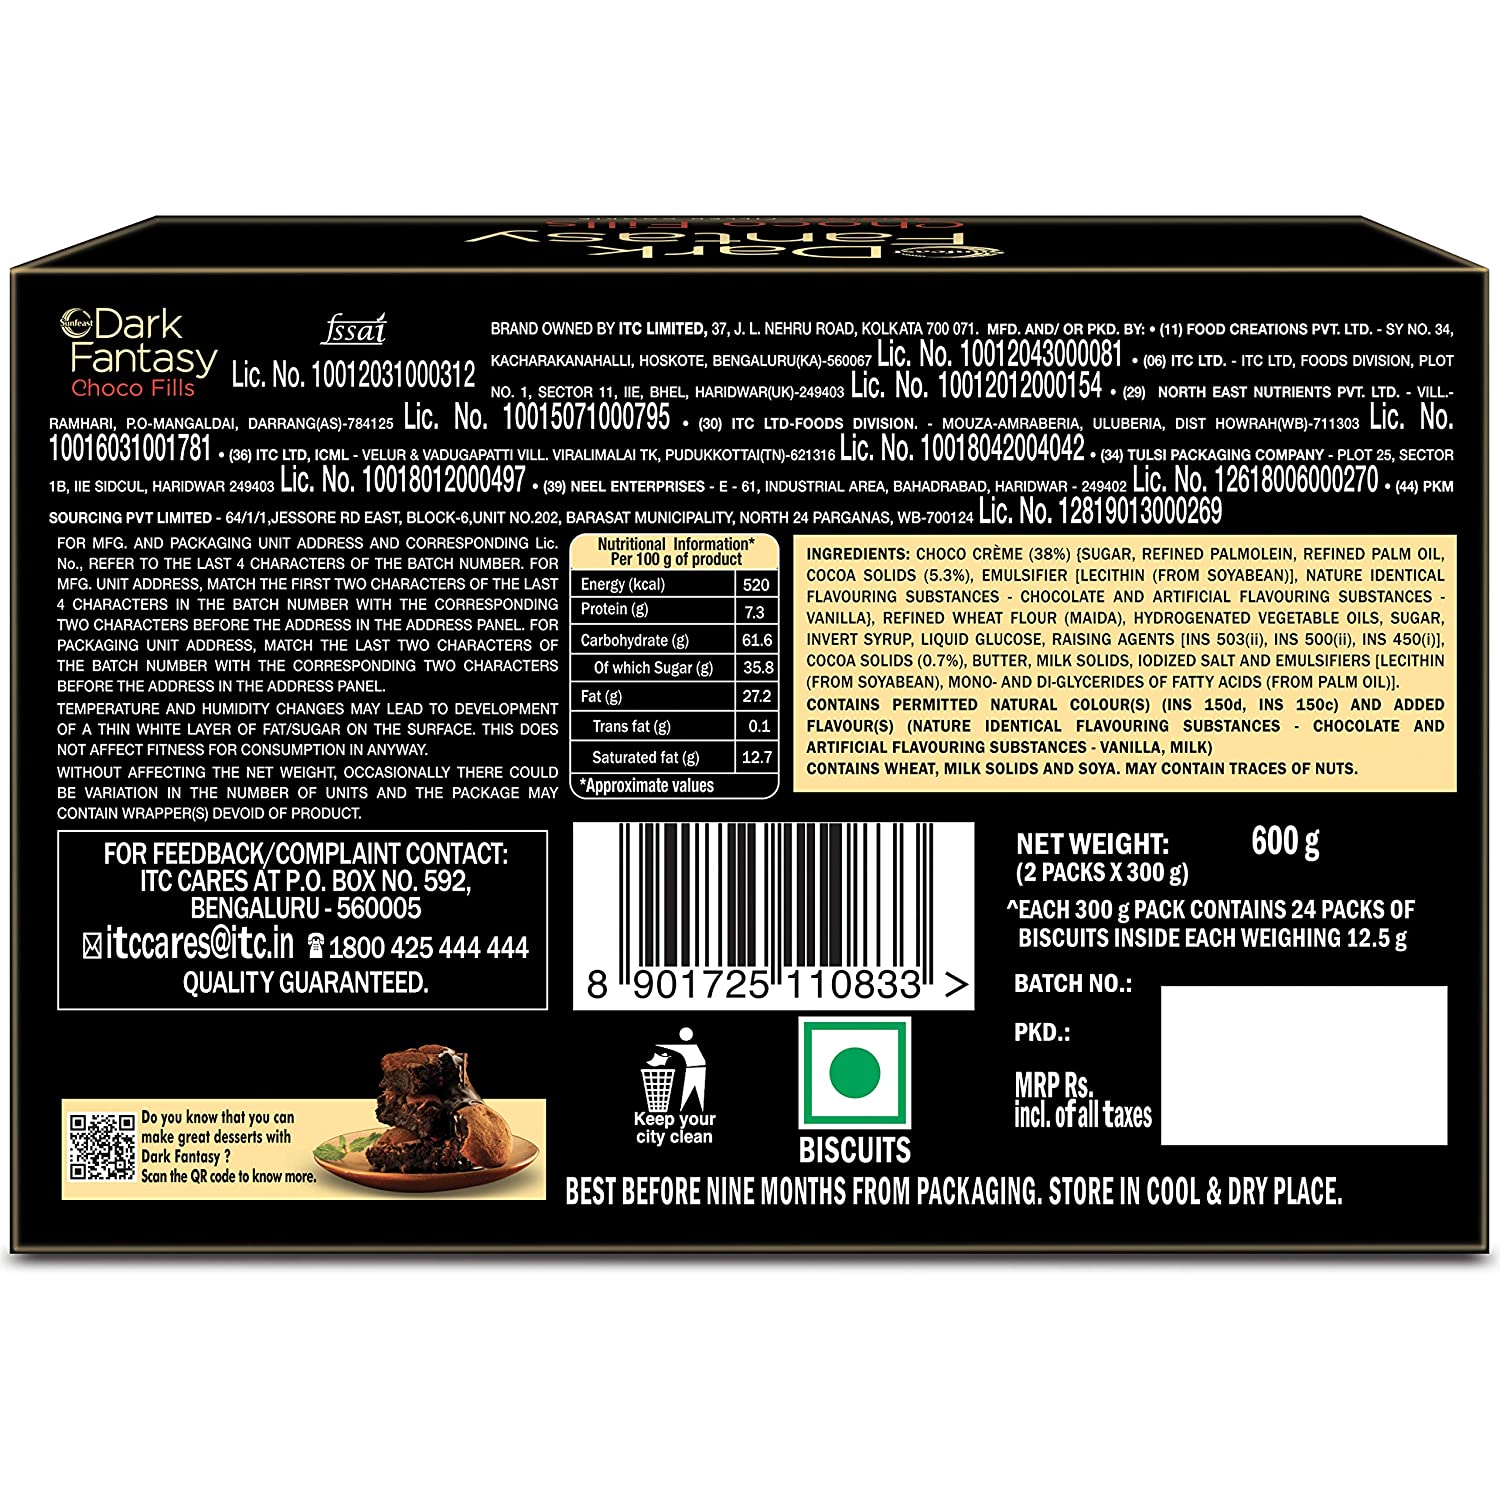 Dark
Fantasy
Choco Fills
Sunfeast
Dark
Fantasy
Choco Fills
fssai
Lic. No. 10012031000312
BRAND OWNED BY ITC LIMITED, 37, J. L. NEHRU ROAD, KOLKATA 700 071. MFD. AND/ OR PKD. BY: • (11) FOOD CREATIONS PVT. LTD. - SY NO. 34,
KACHARAKANAHALLI, HOSKOTE, BENGALURU(KA)-560067 Lic. No. 10012043000081 • (06) ITC LTD. - ITC LTD, FOODS DIVISION, PLOT
NO. 1, SECTOR 11, IIE, BHEL, HARIDWAR(UK)-249403 Lic. No. 10012012000154 • (29) NORTH EAST NUTRIENTS PVT. LTD. - VILL.-
RAMHARI, P.O-MANGALDAI, DARRANG(AS)-784125 Lic. No. 10015071000795 • (30) ITC LTD-FOODS DIVISION. - MOUZA-AMRABERIA, ULUBERIA, DIST HOWRAH(WB)-711303 Lic. No.
10016031001781 • (36) ITC LTD, ICML - VELUR & VADUGAPATTI VILL. VIRALIMALAI TK, PUDUKKOTTAI(TN)-621316 Lic. No. 10018042004042 • (34) TULSI PACKAGING COMPANY - PLOT 25, SECTOR
1B, IIE SIDCUL, HARIDWAR 249403 Lic. No. 10018012000497 • (39) NEEL ENTERPRISES - E - 61, INDUSTRIAL AREA, BAHADRABAD, HARIDWAR - 249402 Lic. No. 12618006000270 • (44) PKM
SOURCING PVT LIMITED - 64/1/1,JESSORE RD EAST, BLOCK-6,UNIT NO.202, BARASAT MUNICIPALITY, NORTH 24 PARGANAS, WB-700124 Lic. No. 12819013000269
FOR MFG. AND PACKAGING UNIT ADDRESS AND CORRESPONDING Lic.
No., REFER TO THE LAST 4 CHARACTERS OF THE BATCH NUMBER. FOR
MFG. UNIT ADDRESS, MATCH THE FIRST TWO CHARACTERS OF THE LAST
4 CHARACTERS IN THE BATCH NUMBER WITH THE CORRESPONDING
TWO CHARACTERS BEFORE THE ADDRESS IN THE ADDRESS PANEL. FOR
PACKAGING UNIT ADDRESS, MATCH THE LAST TWO CHARACTERS OF
THE BATCH NUMBER WITH THE CORRESPONDING TWO CHARACTERS
BEFORE THE ADDRESS IN THE ADDRESS PANEL.
TEMPERATURE AND HUMIDITY CHANGES MAY LEAD TO DEVELOPMENT
OF A THIN WHITE LAYER OF FAT/SUGAR ON THE SURFACE. THIS DOES
NOT AFFECT FITNESS FOR CONSUMPTION IN ANYWAY.
WITHOUT AFFECTING THE NET WEIGHT, OCCASIONALLY THERE COULD
BE VARIATION IN THE NUMBER OF UNITS AND THE PACKAGE MAY
CONTAIN WRAPPER(S) DEVOID OF PRODUCT.
Nutritional Information*
Per 100 g of product
Energy (kcal) 520
Protein (g) 7.3
Carbohydrate (g) 61.6
Of which Sugar (g) 35.8
Fat (g) 27.2
Trans fat (g) 0.1
Saturated fat (g) 12.7
*Approximate values
INGREDIENTS: CHOCO CRÈME (38%) {SUGAR, REFINED PALMOLEIN, REFINED PALM OIL,
COCOA SOLIDS (5.3%), EMULSIFIER [LECITHIN (FROM SOYABEAN)], NATURE IDENTICAL
FLAVOURING SUBSTANCES - CHOCOLATE AND ARTIFICIAL FLAVOURING SUBSTANCES -
VANILLA}, REFINED WHEAT FLOUR (MAIDA), HYDROGENATED VEGETABLE OILS, SUGAR,
INVERT SYRUP, LIQUID GLUCOSE, RAISING AGENTS [INS 503(ii), INS 500(ii), INS 450(i)],
COCOA SOLIDS (0.7%), BUTTER, MILK SOLIDS, IODIZED SALT AND EMULSIFIERS [LECITHIN
(FROM SOYABEAN), MONO- AND DI-GLYCERIDES OF FATTY ACIDS (FROM PALM OIL)].
CONTAINS PERMITTED NATURAL COLOUR(S) (INS 150d, INS 150c) AND ADDED
FLAVOUR(S) (NATURE IDENTICAL FLAVOURING SUBSTANCES - CHOCOLATE AND
ARTIFICIAL FLAVOURING SUBSTANCES - VANILLA, MILK)
CONTAINS WHEAT, MILK SOLIDS AND SOYA. MAY CONTAIN TRACES OF NUTS.
FOR FEEDBACK/COMPLAINT CONTACT:
ITC CARES AT P.O. BOX NO. 592,
BENGALURU - 560005
itccares@itc.in 1800 425 444 444
QUALITY GUARANTEED.
8 901725 110833 >
NET WEIGHT: 600 g
(2 PACKS X 300 g)
^EACH 300 g PACK CONTAINS 24 PACKS OF
BISCUITS INSIDE EACH WEIGHING 12.5 g
BATCH NO.:
PKD.:
MRP Rs.
incl. of all taxes
Keep your
city clean
BISCUITS
Do you know that you can
make great desserts with
Dark Fantasy ?
Scan the QR code to know more.
BEST BEFORE NINE MONTHS FROM PACKAGING. STORE IN COOL & DRY PLACE.